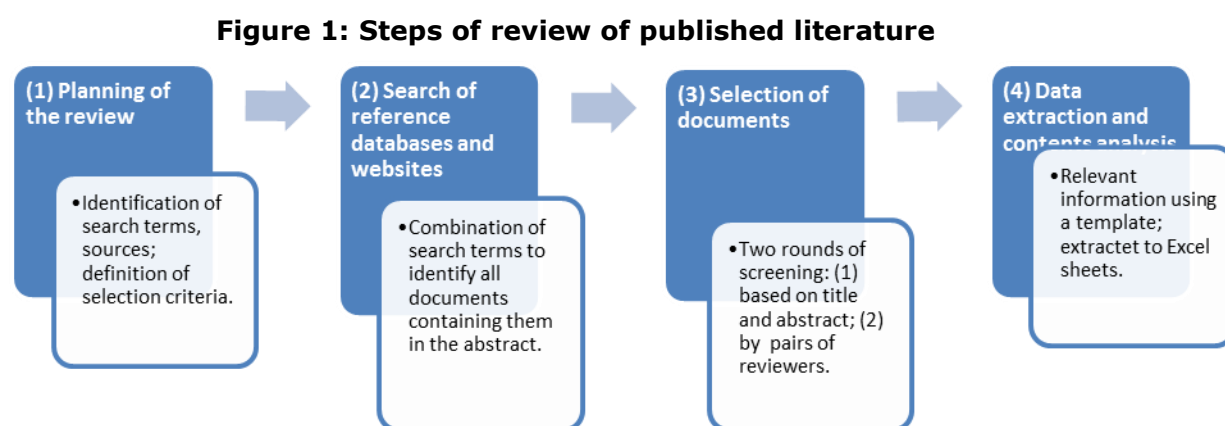 Figure 1: Steps of review of published literature
(1) Planning of
the review
•Identification of
search terms,
sources;
definition of
selection criteria.
(2) Search of
reference
databases and
websites
•Combination of
search terms to
identify all
documents
containing them
in the abstract.
(3) Selection of
documents
•Two rounds of
screening: (1)
based on title
and abstract; (2)
by pairs of
reviewers.
(4) Data
extraction and
contents analysis
•Relevant
information using
a template;
extractet to Excel
sheets.